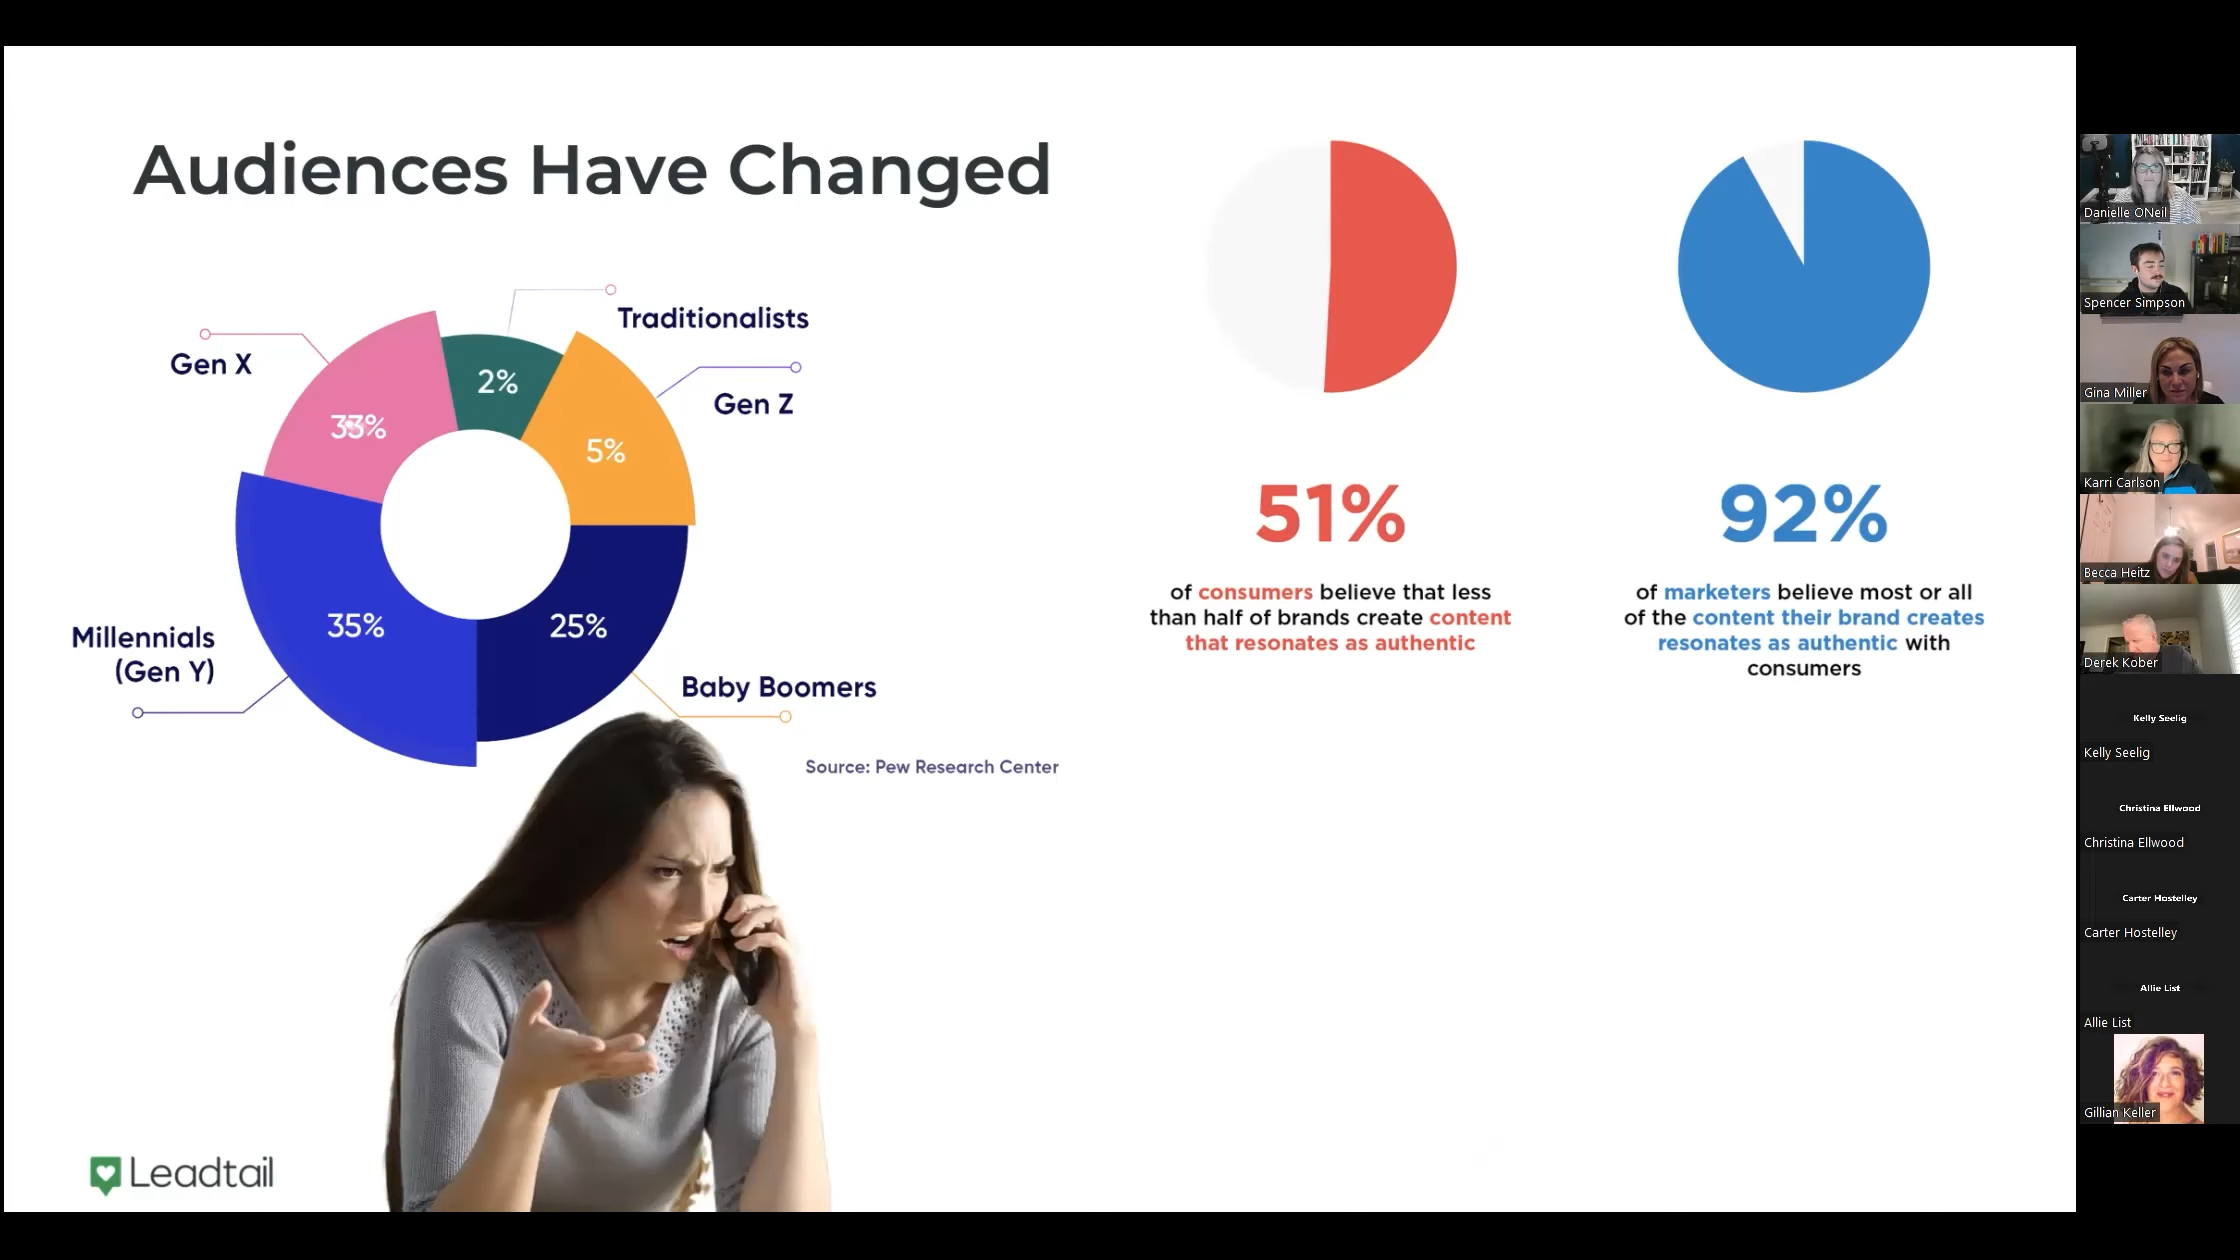 Audiences Have Changed
Traditionalists
Gen X
Gen Z
2%
33%
5%
35%
25%
Millennials
(Gen Y)
Baby Boomers
Source: Pew Research Center
51%
of consumers believe that less
than half of brands create content
that resonates as authentic
92%
of marketers believe most or all
of the content their brand creates
resonates as authentic with
consumers
Leadtail
Danielle ONeil
Spencer Simpson
Gina Miller
Karri Carlson
Becca Heitz
Derek Kober
Kelly Seelig
Kelly Seelig
Christina Ellwood
Christina Ellwood
Carter Hostelley
Carter Hostelley
Allie List
Allie List
Gillian Keller